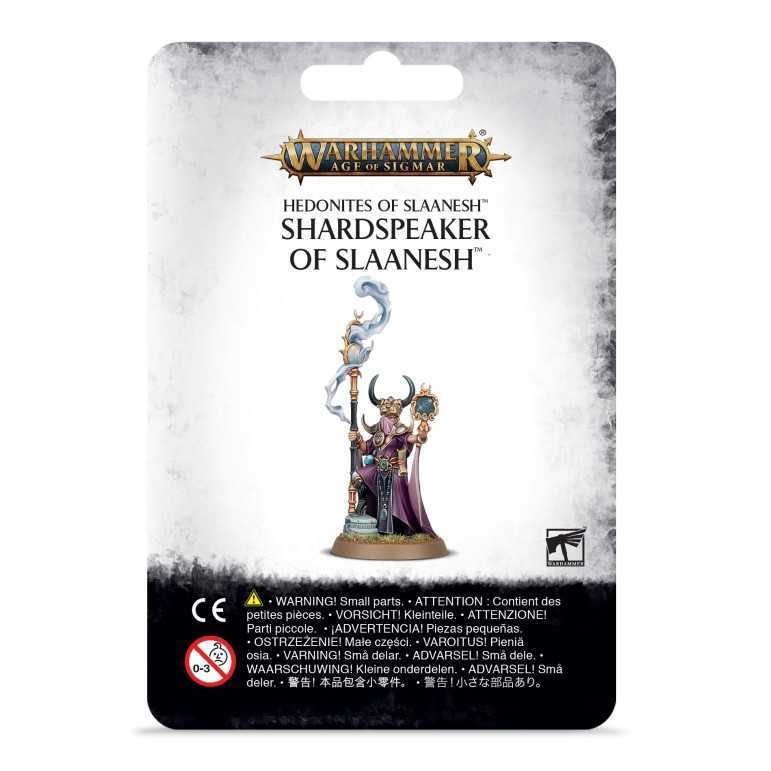 WARHAMMER®
AGE OF SIGMAR
HEDONITES OF SLAANESH™
SHARDSPEAKER
OF SLAANESH™
WARHAMMER
CE
0-3
• WARNING! Small parts. • ATTENTION : Contient des
petites pièces. • VORSICHT! Kleinteile. • ATTENZIONE!
Parti piccole. • ¡ADVERTENCIA! Piezas pequeñas.
• OSTRZEŻENIE! Małe części. • VAROITUS! Pieniä
osia. • VARNING! Små delar. • ADVARSEL! Små dele. •
WAARSCHUWING! Kleine onderdelen. • ADVARSEL! Små
deler. • 警告! 本品包含小零件。 • 警告! 小さな部品あり。